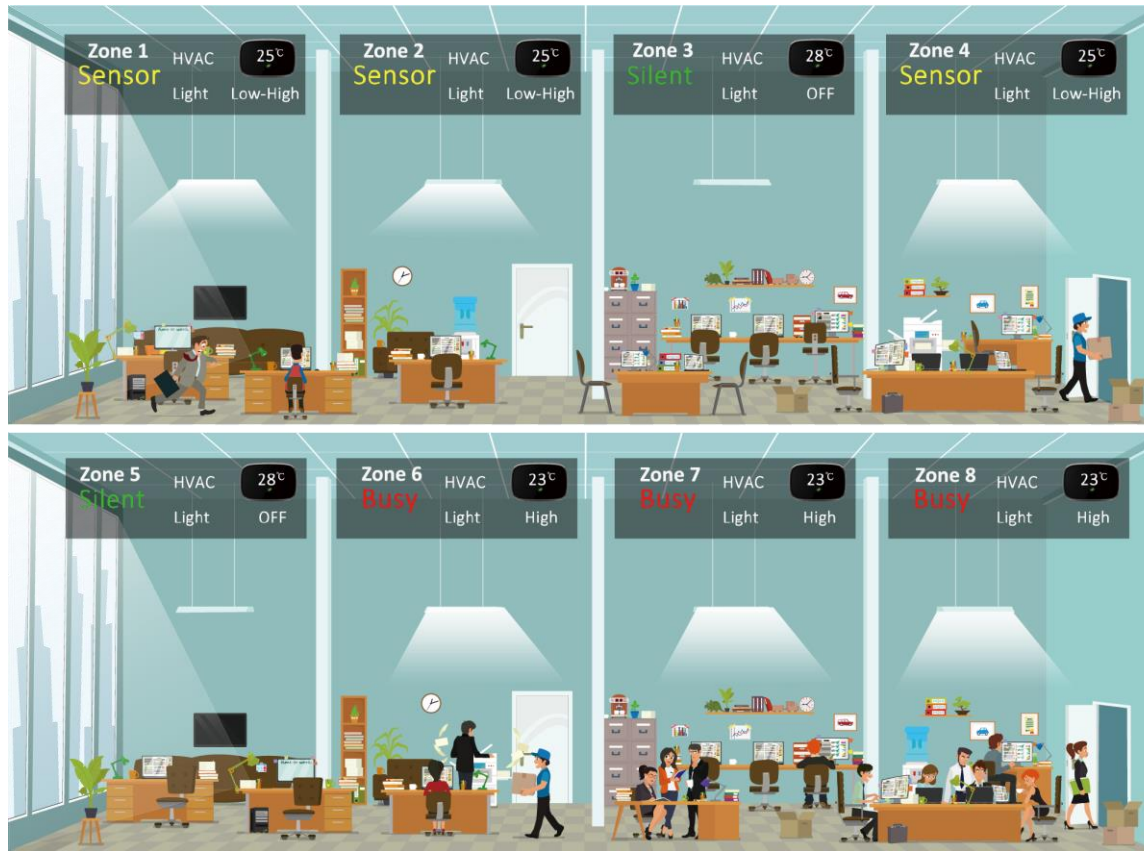 Zone 1 HVAC 25℃
Sensor Light Low-High
Zone 2 HVAC 25℃
Sensor Light Low-High
Zone 3 HVAC 28℃
Silent Light OFF
Zone 4 HVAC 25℃
Sensor Light Low-High
Zone 5 HVAC 28℃
Silent Light OFF
Zone 6 HVAC 23℃
Busy Light High
Zone 7 HVAC 23℃
Busy Light High
Zone 8 HVAC 23℃
Busy Light High